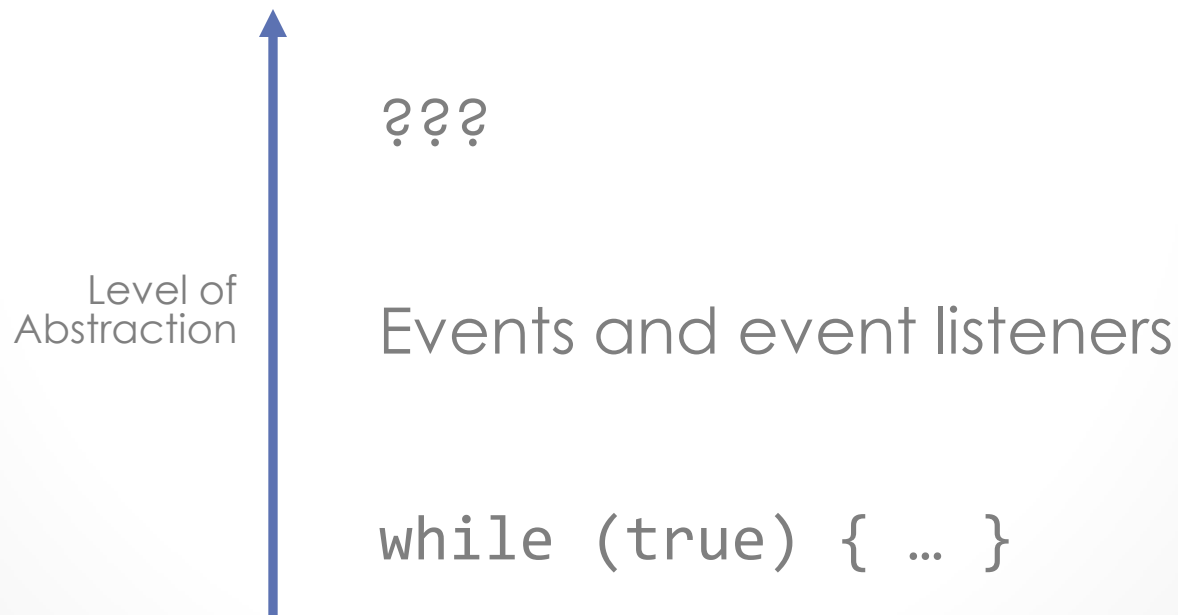 ???
Level of
Abstraction
Events and event listeners
while (true) { … }